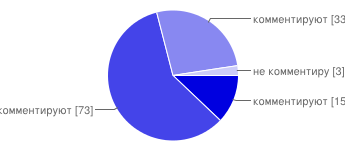 комментируют [33
не комментиру [3]
комментируют [15
комментируют [73]